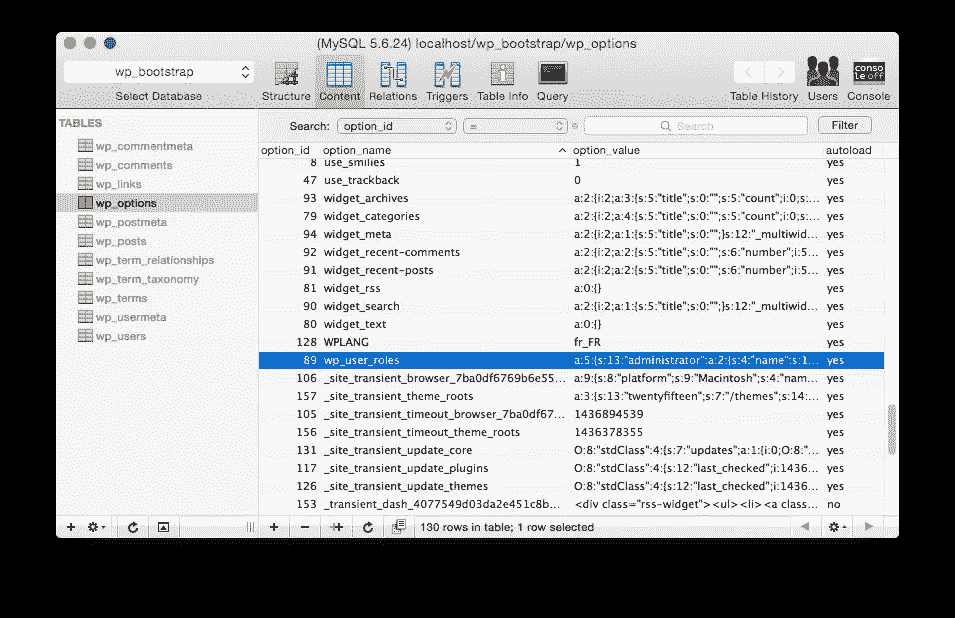 (MySQL 5.6.24) localhost/wp_bootstrap/wp_options
wp_bootstrap
Select Database
Structure Content Relations Triggers Table Info Query
Table History Users Console
conso
le off
TABLES
wp_commentmeta
wp_comments
wp_links
wp_options
wp_postmeta
wp_posts
wp_term_relationships
wp_term_taxonomy
wp_terms
wp_usermeta
wp_users
Search: option_id = Search Filter
option_id option_name option_value autoload
8 use_smilies 1 yes
47 use_trackback 0 yes
93 widget_archives a:2:{i:2;a:3:{s:5:"title";s:0:"";s:5:"count";i:0;s:... yes
79 widget_categories a:2:{i:2;a:4:{s:5:"title";s:0:"";s:5:"count";i:0;s:... yes
94 widget_meta a:2:{i:2;a:1:{s:5:"title";s:0:"";}s:12:"_multiwid... yes
92 widget_recent-comments a:2:{i:2;a:2:{s:5:"title";s:0:"";s:6:"number";i:5... yes
91 widget_recent-posts a:2:{i:2;a:2:{s:5:"title";s:0:"";s:6:"number";i:5... yes
81 widget_rss a:0:{} yes
90 widget_search a:2:{i:2;a:1:{s:5:"title";s:0:"";}s:12:"_multiwid... yes
80 widget_text a:0:{} yes
128 WPLANG fr_FR yes
89 wp_user_roles a:5:{s:13:"administrator";a:2:{s:4:"name";s:1... yes
106 _site_transient_browser_7ba0df6769b6e55... a:9:{s:8:"platform";s:9:"Macintosh";s:4:"nam... yes
157 _site_transient_theme_roots a:3:{s:13:"twentyfifteen";s:7:"/themes";s:14:... yes
105 _site_transient_timeout_browser_7ba0df67... 1436894539 yes
156 _site_transient_timeout_theme_roots 1436378355 yes
131 _site_transient_update_core O:8:"stdClass":4:{s:7:"updates";a:1:{i:0;O:8:"... yes
117 _site_transient_update_plugins O:8:"stdClass":4:{s:12:"last_checked";i:1436... yes
126 _site_transient_update_themes O:8:"stdClass":4:{s:12:"last_checked";i:1436... yes
153 _transient_dash_4077549d03da2e451c8b... <div class="rss-widget"><ul><li><a class... no
130 rows in table; 1 row selected